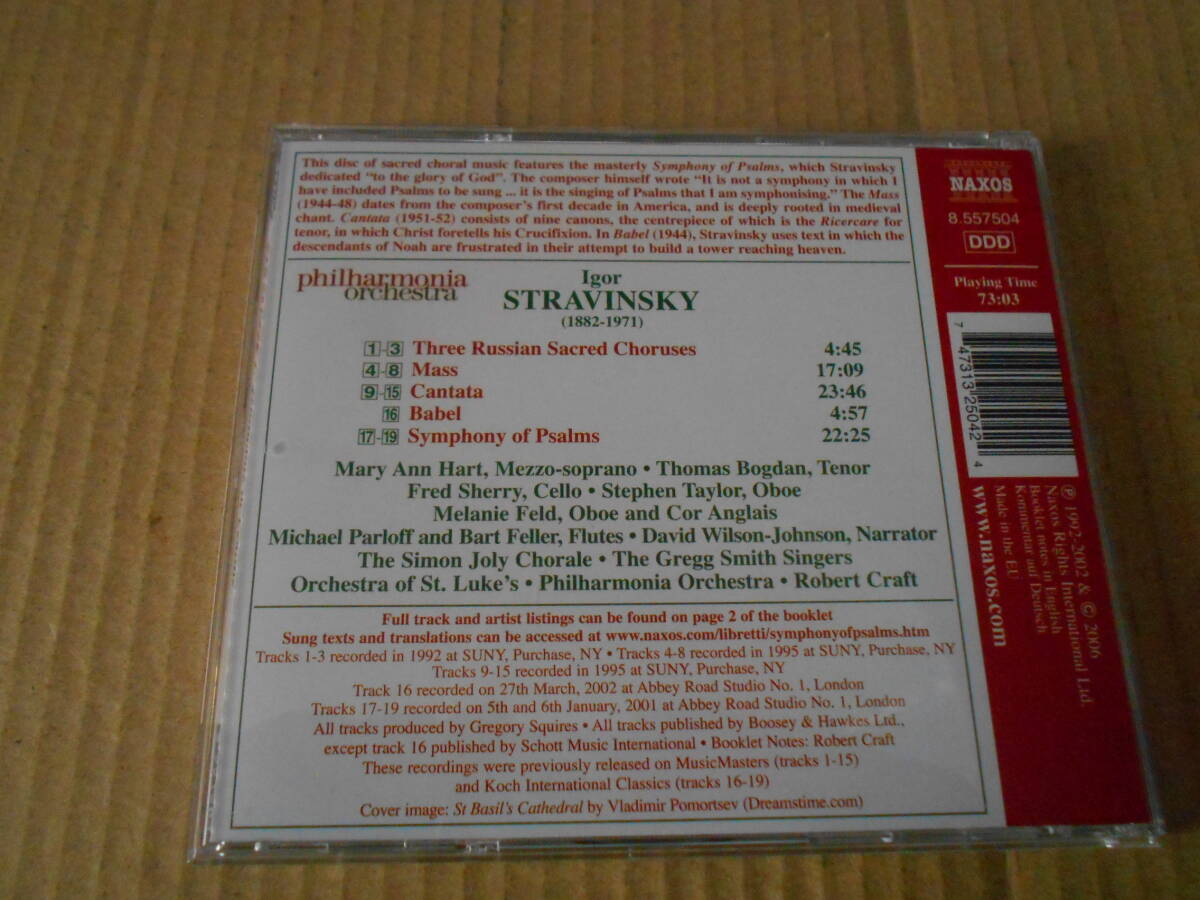 This disc of sacred choral music features the masterly Symphony of Psalms, which Stravinsky
dedicated “to the glory of God”. The composer himself wrote “It is not a symphony in which I
have included Psalms to be sung ... it is the singing of Psalms that I am symphonising.” The Mass
(1944-48) dates from the composer's first decade in America, and is deeply rooted in medieval
chant. Cantata (1951-52) consists of nine canons, the centrepiece of which is the Ricercare for
tenor, in which Christ foretells his Crucifixion. In Babel (1944), Stravinsky uses text in which the
descendants of Noah are frustrated in their attempt to build a tower reaching heaven.
philharmonia
orchestra
Igor
STRAVINSKY
(1882-1971)
1-3 Three Russian Sacred Choruses 4:45
4-8 Mass 17:09
9-15 Cantata 23:46
16 Babel 4:57
17-19 Symphony of Psalms 22:25
Mary Ann Hart, Mezzo-soprano • Thomas Bogdan, Tenor
Fred Sherry, Cello • Stephen Taylor, Oboe
Melanie Feld, Oboe and Cor Anglais
Michael Parloff and Bart Feller, Flutes • David Wilson-Johnson, Narrator
The Simon Joly Chorale • The Gregg Smith Singers
Orchestra of St. Luke's • Philharmonia Orchestra • Robert Craft
Full track and artist listings can be found on page 2 of the booklet
Sung texts and translations can be accessed at www.naxos.com/libretti/symphonyofpsalms.htm
Tracks 1-3 recorded in 1992 at SUNY, Purchase, NY • Tracks 4-8 recorded in 1995 at SUNY, Purchase, NY
Tracks 9-15 recorded in 1995 at SUNY, Purchase, NY
Track 16 recorded on 27th March, 2002 at Abbey Road Studio No. 1, London
Tracks 17-19 recorded on 5th and 6th January, 2001 at Abbey Road Studio No. 1, London
All tracks produced by Gregory Squires • All tracks published by Boosey & Hawkes Ltd.,
except track 16 published by Schott Music International • Booklet Notes: Robert Craft
These recordings were previously released on MusicMasters (tracks 1-15)
and Koch International Classics (tracks 16-19)
Cover image: St Basil's Cathedral by Vladimir Pomortsev (Dreamstime.com)
NAXOS
8.557504
DDD
Playing Time
73:03
7 47313 25042 4
℗ 1992-2002 & © 2006
Naxos Rights International Ltd.
Booklet notes in English
Kommentar auf Deutsch
Made in the EU
www.naxos.com